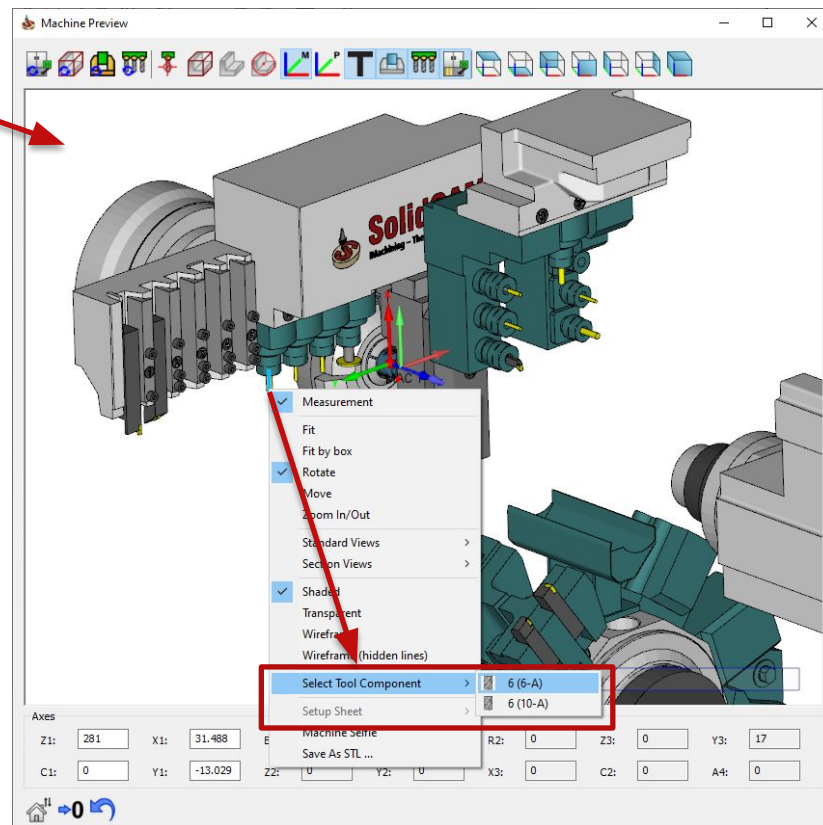 Machine Preview
M
P
T
SolidCAM
Machining – The
Measurement
Fit
Fit by box
Rotate
Move
Zoom In/Out
Standard Views
Section Views
Shaded
Transparent
Wireframe
Wireframe (hidden lines)
Select Tool Component
6 (6-A)
6 (10-A)
Setup Sheet
Machine Selfie
Save As STL ...
Axes
Z1: 281 X1: 31.488 R2: 0 Z3: 0 Y3: 17
C1: 0 Y1: -13.029 Z2: 0 Y2: 0 X3: 0 C2: 0 A4: 0
0